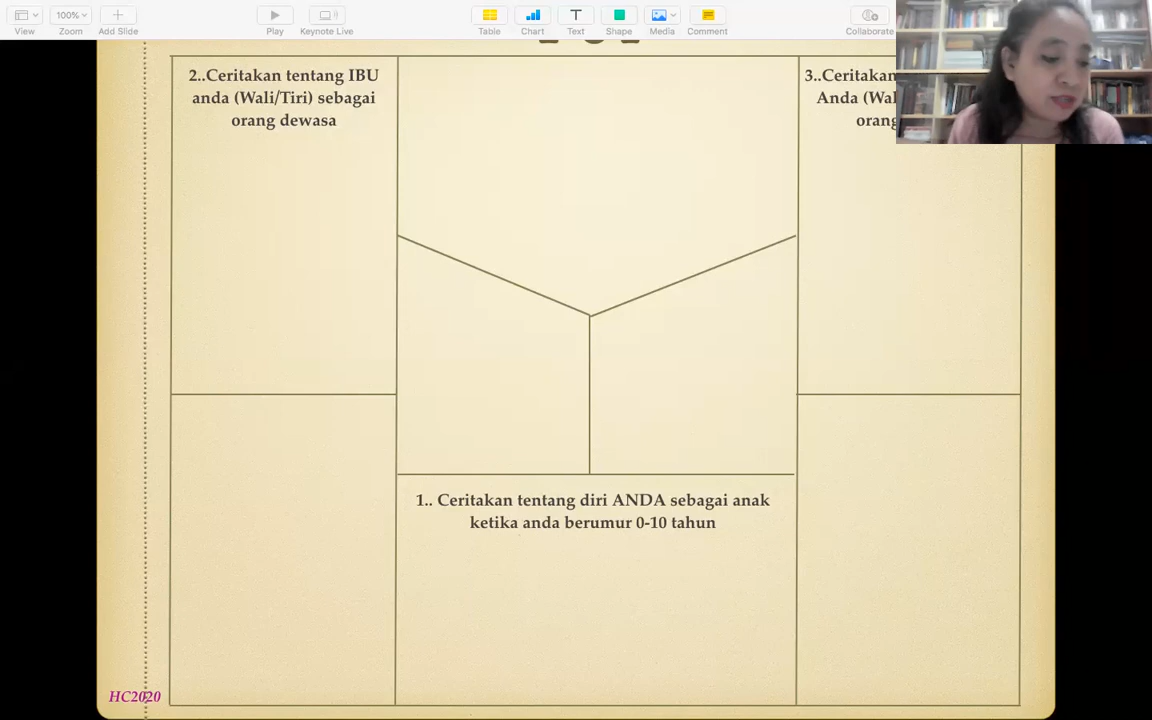 View
100%
Zoom
Add Slide
Play
Keynote Live
Table
Chart
Text
Shape
Media
Comment
Collaborate
2..Ceritakan tentang IBU
anda (Wali/Tiri) sebagai
orang dewasa
3..Ceritakan
Anda
orang
1.. Ceritakan tentang diri ANDA sebagai anak
ketika anda berumur 0-10 tahun
HC2020